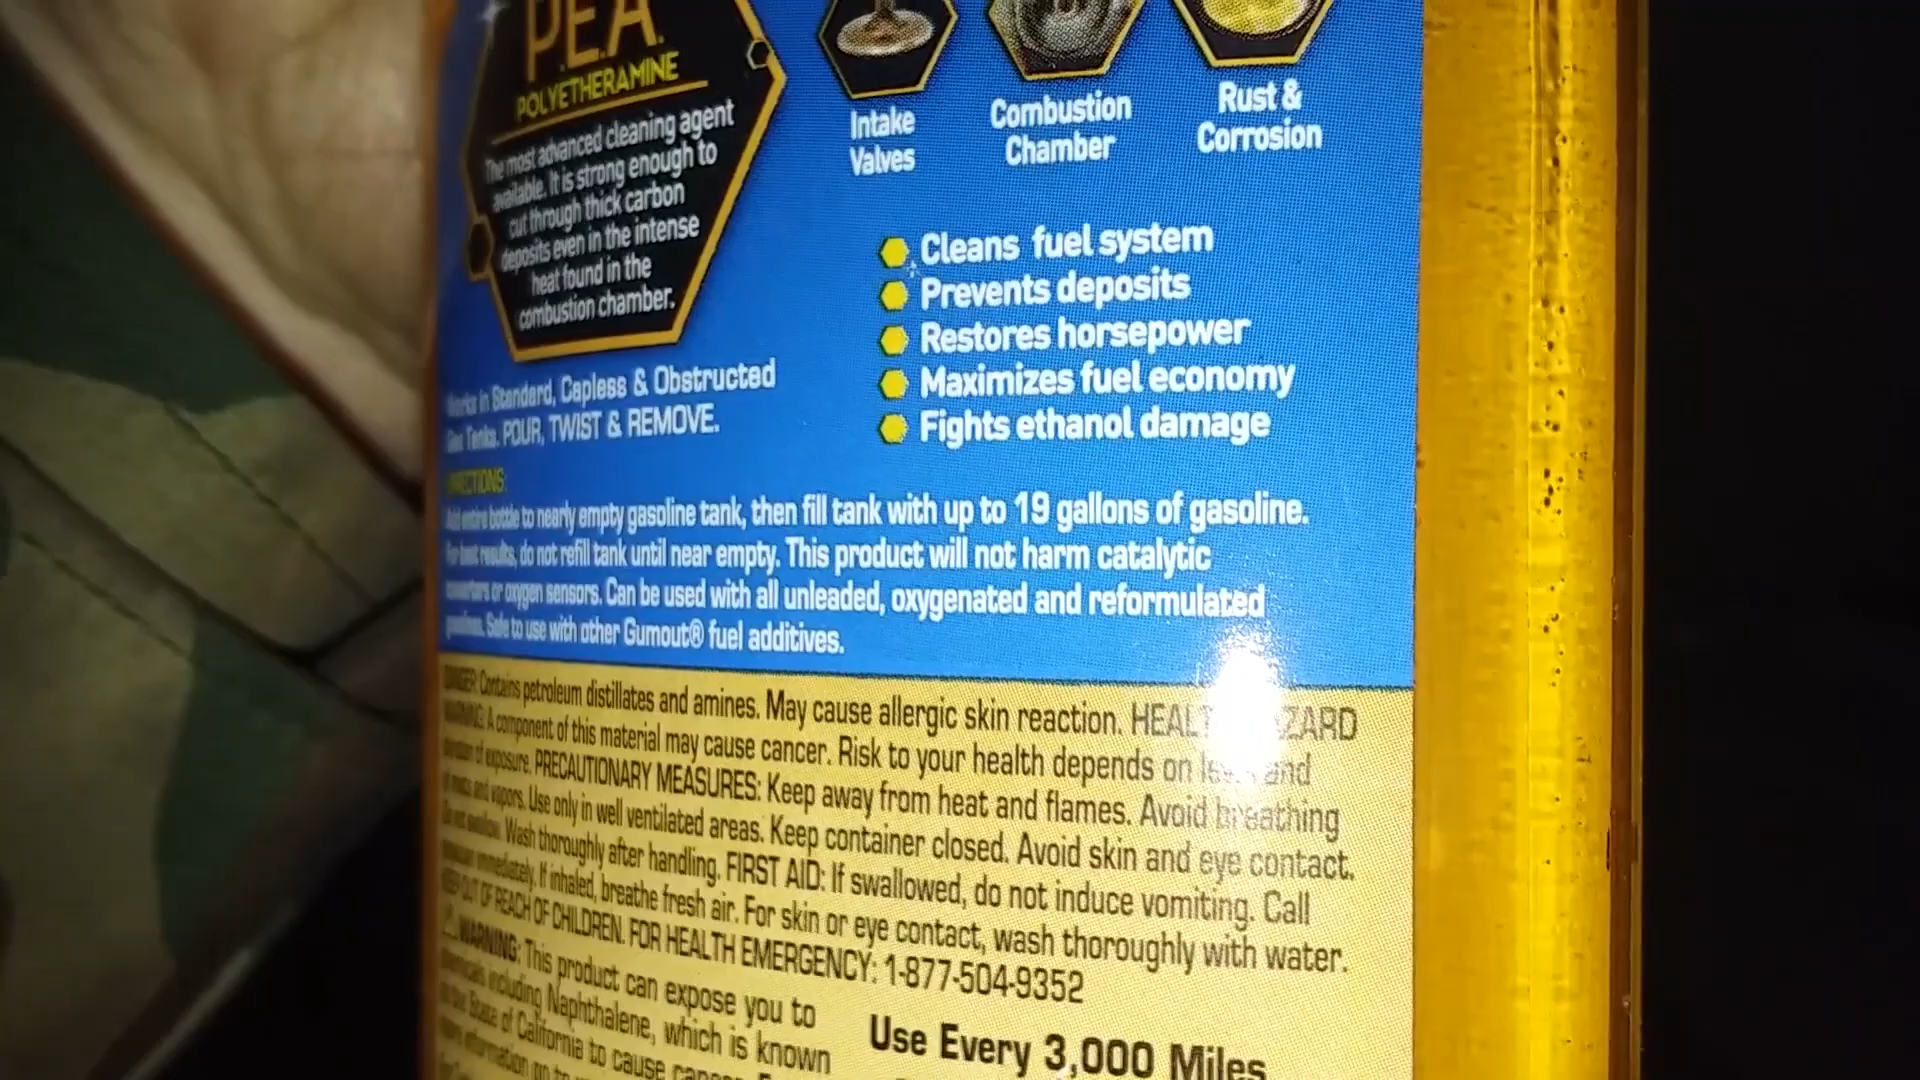 P.E.A.
POLYETHERAMINE
The most advanced cleaning agent
available. It is strong enough to
cut through thick carbon
deposits even in the intense
heat found in the
combustion chamber.
Intake
Valves
Combustion
Chamber
Rust &
Corrosion
Cleans fuel system
Prevents deposits
Restores horsepower
Maximizes fuel economy
Fights ethanol damage
Works in Standard, Capless & Obstructed
Gas Tanks. POUR, TWIST & REMOVE.
DIRECTIONS:
Add entire bottle to nearly empty gasoline tank, then fill tank with up to 19 gallons of gasoline.
For best results, do not refill tank until near empty. This product will not harm catalytic
or oxygen sensors. Can be used with all unleaded, oxygenated and reformulated
Safe to use with other Gumout® fuel additives.
DANGER: Contains petroleum distillates and amines. May cause allergic skin reaction. HEALTH HAZARD
WARNING: A component of this material may cause cancer. Risk to your health depends on level and
duration of exposure. PRECAUTIONARY MEASURES: Keep away from heat and flames. Avoid breathing
of mists and vapors. Use only in well ventilated areas. Keep container closed. Avoid skin and eye contact.
Do not swallow. Wash thoroughly after handling. FIRST AID: If swallowed, do not induce vomiting. Call
immediately. If inhaled, breathe fresh air. For skin or eye contact, wash thoroughly with water.
KEEP OUT OF REACH OF CHILDREN. FOR HEALTH EMERGENCY: 1-877-504-9352
WARNING: This product can expose you to
chemicals including Naphthalene, which is known
to the State of California to cause cancer.
Use Every 3,000 Miles